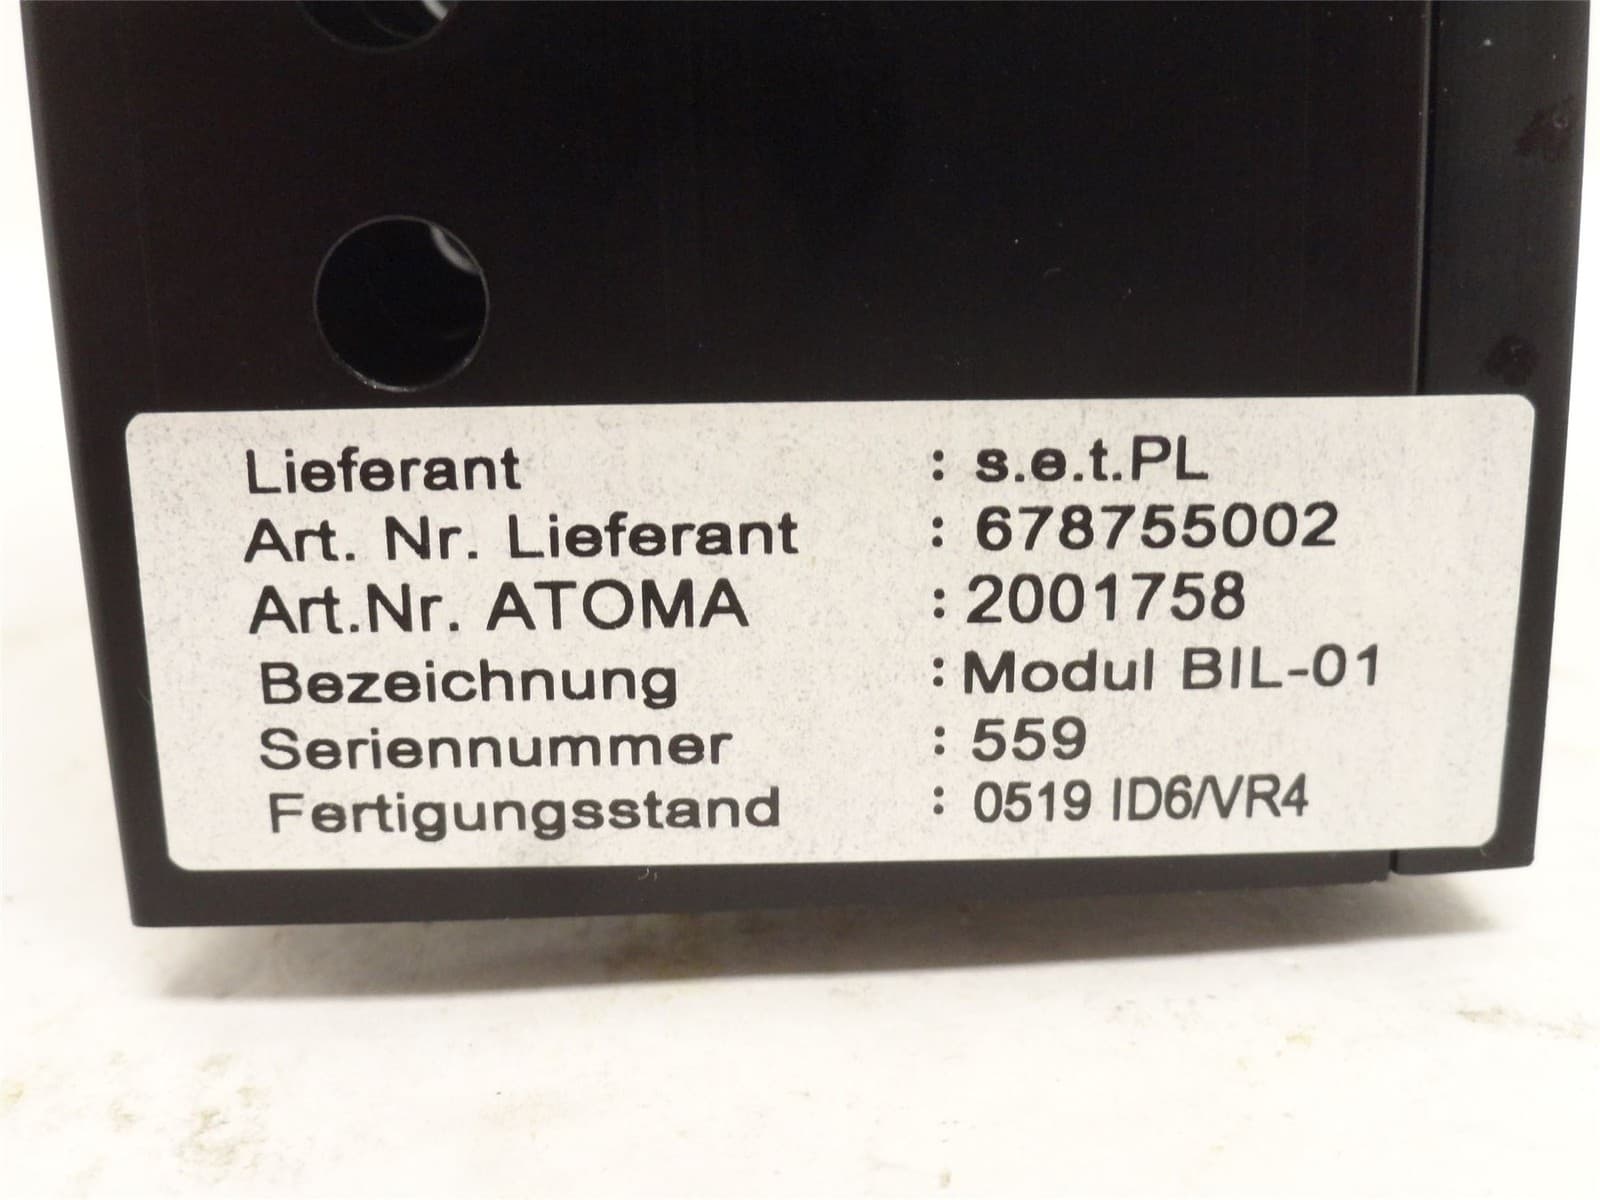 Lieferant : s.e.t.PL
Art. Nr. Lieferant : 678755002
Art.Nr. ATOMA : 2001758
Bezeichnung : Modul BIL-01
Seriennummer : 559
Fertigungsstand : 0519 ID6/VR4